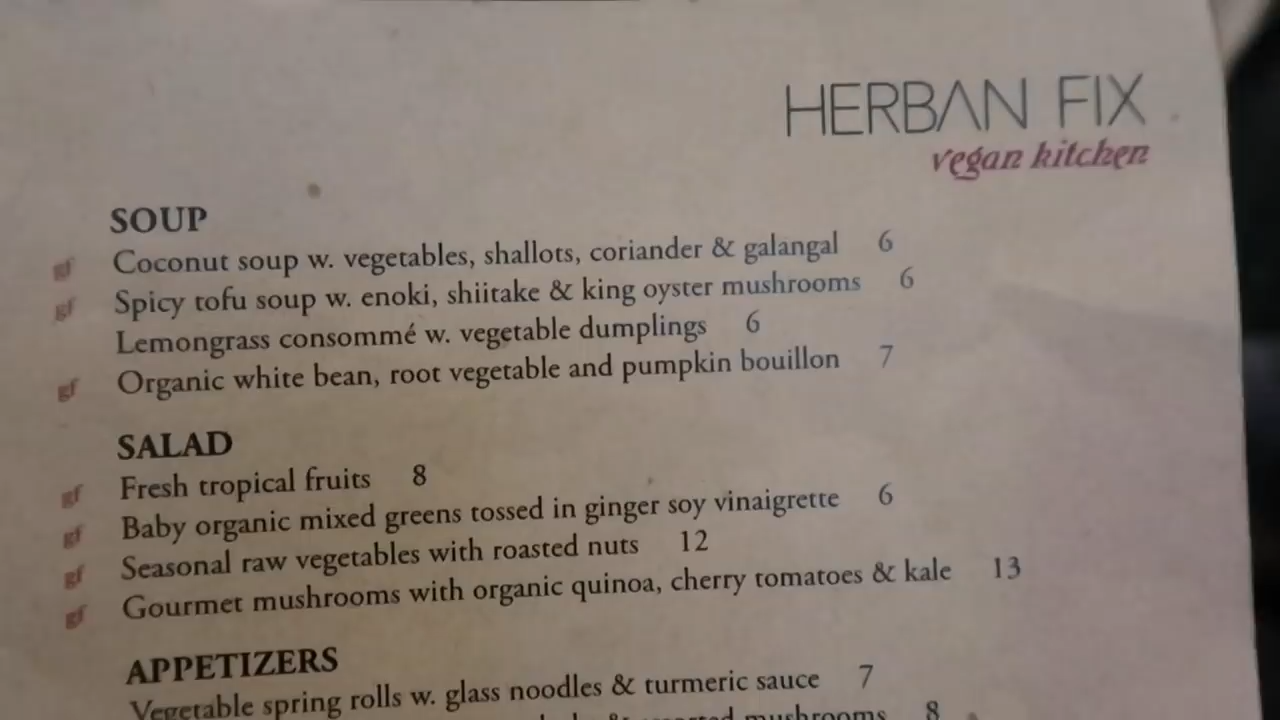 HERBAN FIX
vegan kitchen
SOUP
gf Coconut soup w. vegetables, shallots, coriander & galangal 6
gf Spicy tofu soup w. enoki, shiitake & king oyster mushrooms 6
Lemongrass consommé w. vegetable dumplings 6
gf Organic white bean, root vegetable and pumpkin bouillon 7
SALAD
gf Fresh tropical fruits 8
gf Baby organic mixed greens tossed in ginger soy vinaigrette 6
gf Seasonal raw vegetables with roasted nuts 12
gf Gourmet mushrooms with organic quinoa, cherry tomatoes & kale 13
APPETIZERS
Vegetable spring rolls w. glass noodles & turmeric sauce 7
& mushrooms 8